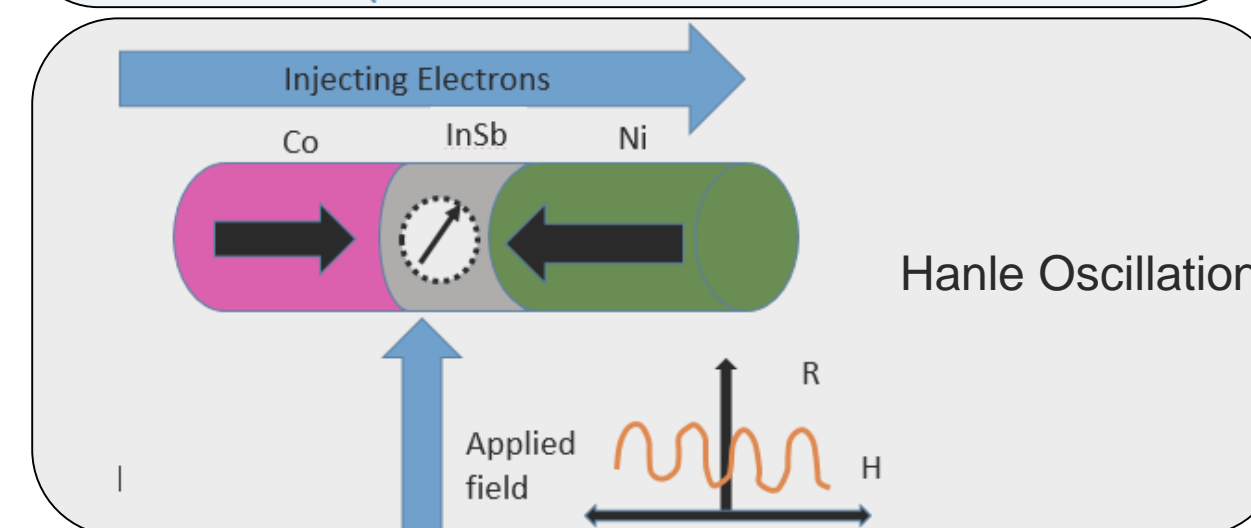 Injecting Electrons
Co
InSb
Ni
Hanle Oscillation
R
Applied
field
H